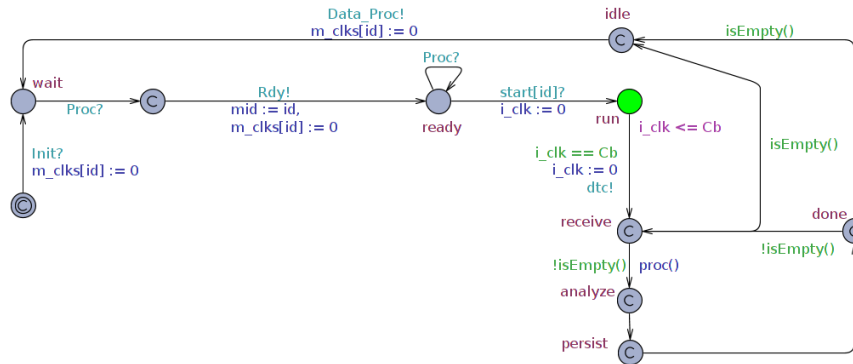 Data_Proc!
m_clks[id] := 0
idle
isEmpty()
wait
Proc?
C
Rdy!
mid := id,
m_clks[id] := 0
Proc?
ready
start[id]?
i_clk := 0
run
i_clk <= Cb
C
Proc?
Init?
m_clks[id] := 0
C
i_clk == Cb
i_clk := 0
dtc!
isEmpty()
receive
C
done
C
!isEmpty()
!isEmpty()
proc()
analyze
C
persist
C